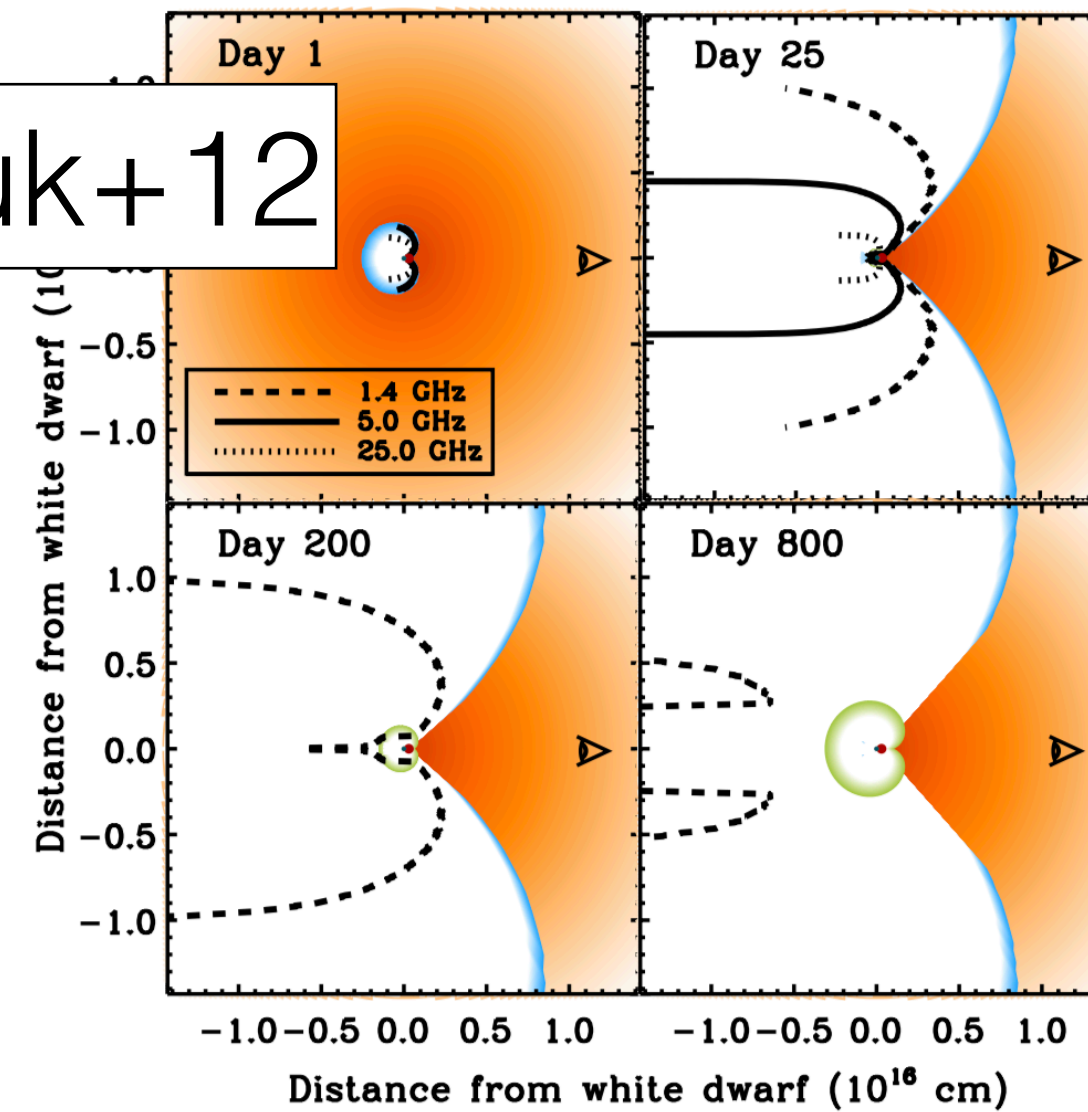 Day 1
Day 25
1.0
uk+12
−0.5
−1.0
1.4 GHz
5.0 GHz
25.0 GHz
Day 200
Day 800
1.0
0.5
0.0
−0.5
−1.0
−1.0 −0.5 0.0 0.5 1.0
−1.0 −0.5 0.0 0.5 1.0
Distance from white dwarf (10
Distance from white dwarf (10¹⁶ cm)